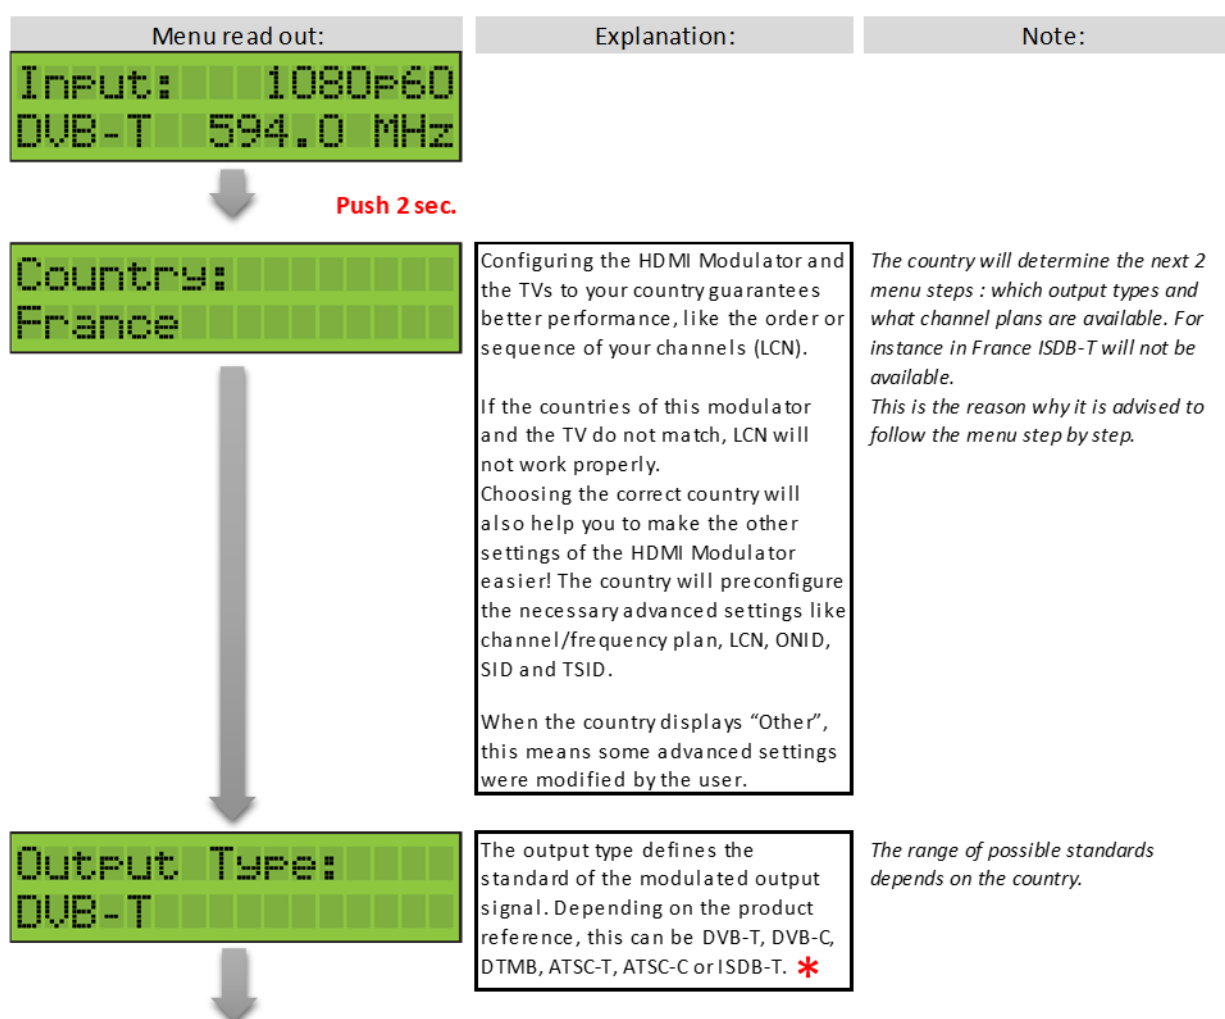 Menu read out:
Explanation:
Note:
Input: 1080p60
DVB-T 594.0 MHz
Push 2 sec.
Country:
France
Configuring the HDMI Modulator and
the TVs to your country guarantees
better performance, like the order or
sequence of your channels (LCN).
If the countries of this modulator
and the TV do not match, LCN will
not work properly.
Choosing the correct country will
also help you to make the other
settings of the HDMI Modulator
easier! The country will preconfigure
the necessary advanced settings like
channel/frequency plan, LCN, ONID,
SID and TSID.
When the country displays “Other”,
this means some advanced settings
were modified by the user.
The country will determine the next 2
menu steps : which output types and
what channel plans are available. For
instance in France ISDB-T will not be
available.
This is the reason why it is advised to
follow the menu step by step.
Output Type:
DVB-T
The output type defines the
standard of the modulated output
signal. Depending on the product
reference, this can be DVB-T, DVB-C,
DTMB, ATSC-T, ATSC-C or ISDB-T. *
The range of possible standards
depends on the country.